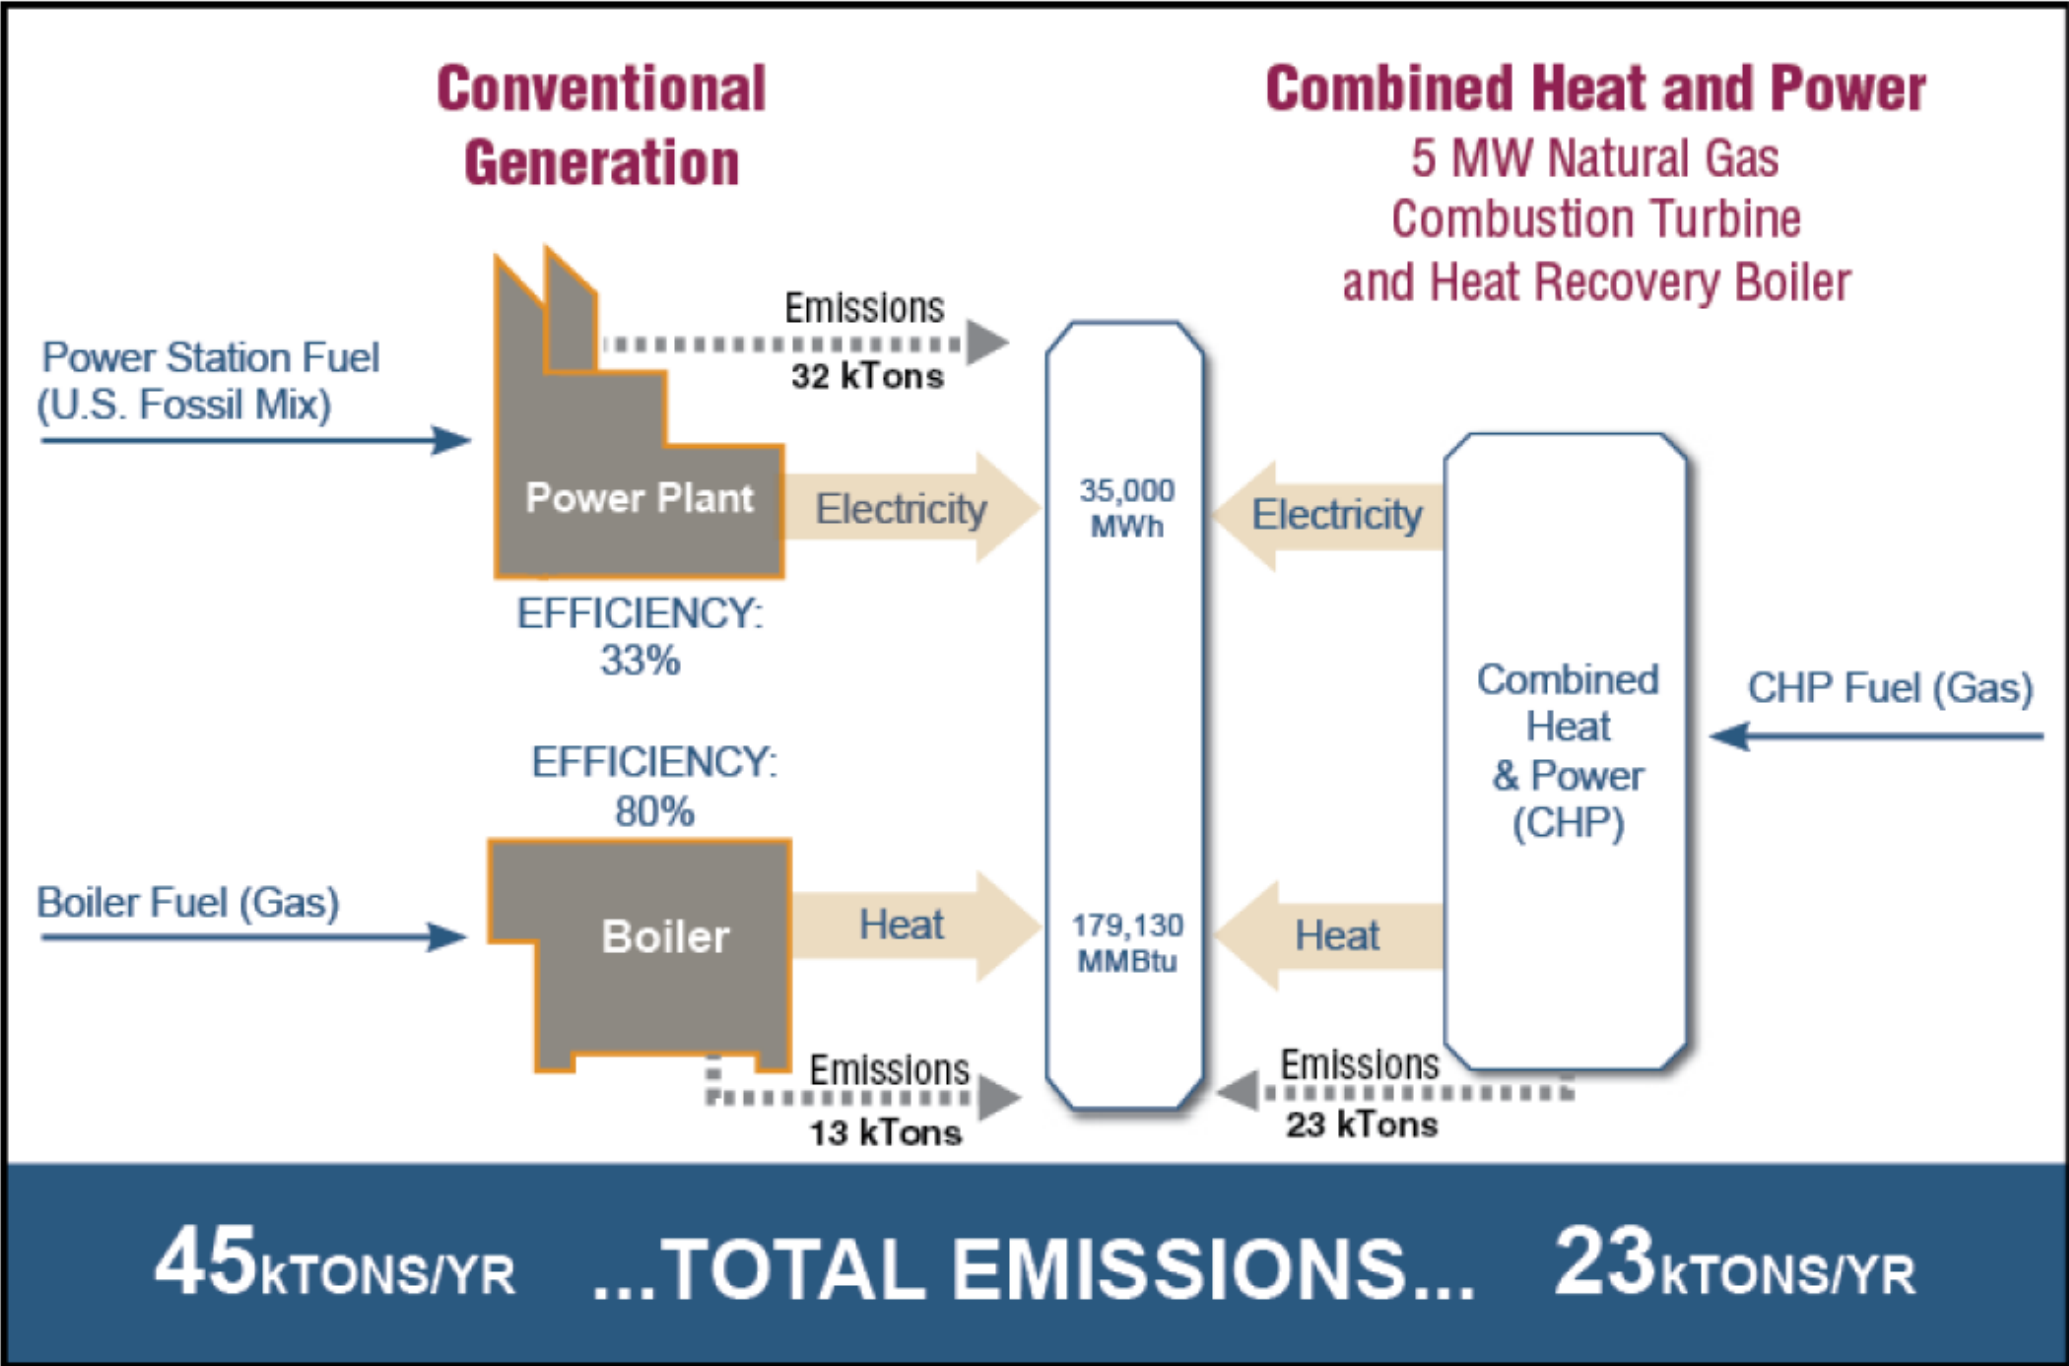 Conventional
Generation
Combined Heat and Power
5 MW Natural Gas
Combustion Turbine
and Heat Recovery Boiler
Power Station Fuel
(U.S. Fossil Mix)
Emissions
32 kTons
Power Plant
Electricity
35,000
MWh
Electricity
EFFICIENCY:
33%
Combined
Heat
& Power
(CHP)
CHP Fuel (Gas)
EFFICIENCY:
80%
Boiler Fuel (Gas)
Boiler
Heat
179,130
MMBtu
Heat
Emissions
13 kTons
Emissions
23 kTons
45kTONS/YR ...TOTAL EMISSIONS... 23kTONS/YR